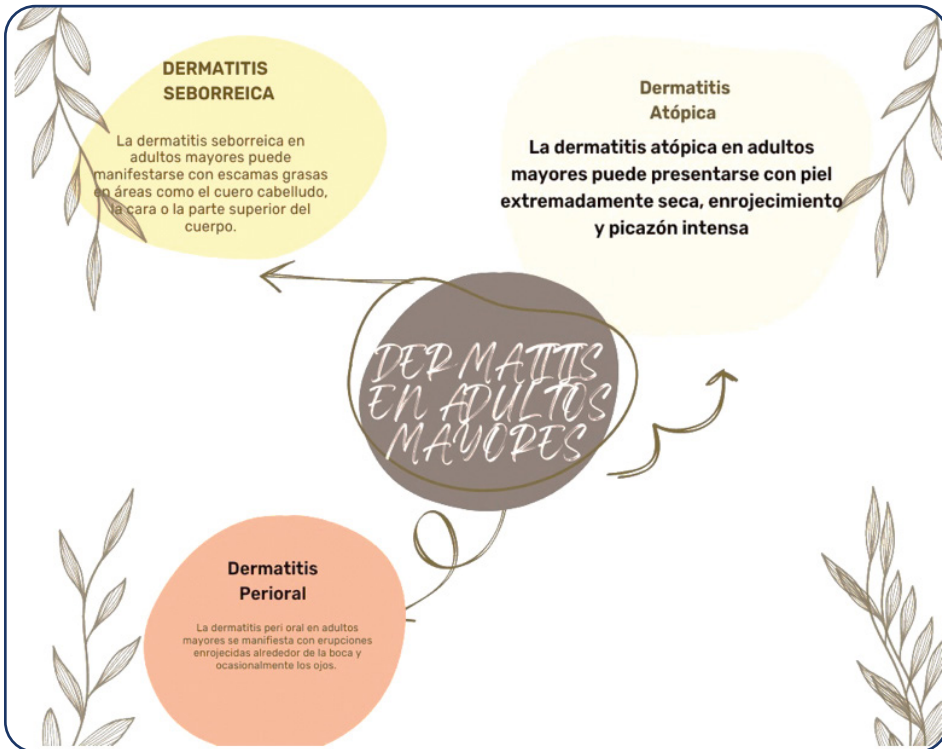 DERMATITIS
SEBORREICA
La dermatitis seborreica en
adultos mayores puede
manifestarse con escamas grasas
en áreas como el cuero cabelludo,
la cara o la parte superior del
cuerpo.
Dermatitis
Atópica
La dermatitis atópica en adultos
mayores puede presentarse con piel
extremadamente seca, enrojecimiento
y picazón intensa
DERMATITIS
EN ADULTOS
MAYORES
Dermatitis
Perioral
La dermatitis peri oral en adultos
mayores se manifiesta con erupciones
enrojecidas alrededor de la boca y
ocasionalmente los ojos.